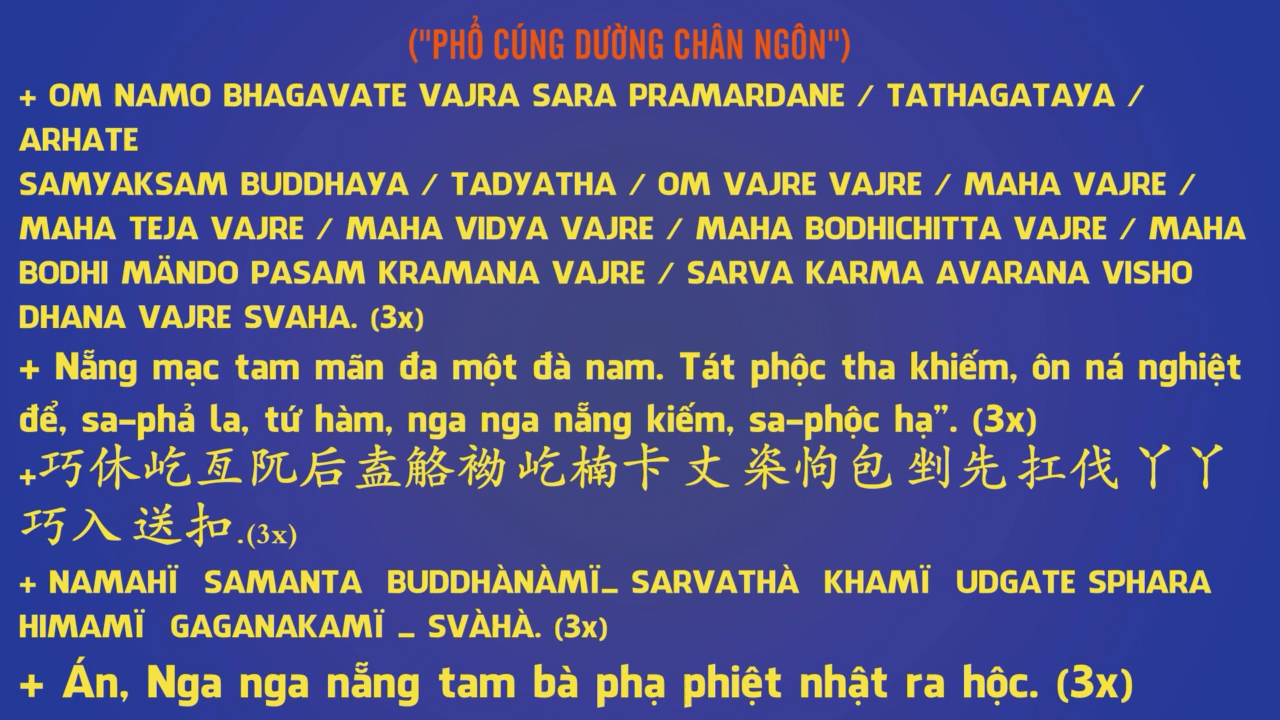 ("PHỔ CÚNG DƯỜNG CHÂN NGÔN")
+ OM NAMO BHAGAVATE VAJRA SARA PRAMARDANE / TATHAGATAYA /
ARHATE
SAMYAKSAM BUDDHAYA / TADYATHA / OM VAJRE VAJRE / MAHA VAJRE /
MAHA TEJA VAJRE / MAHA VIDYA VAJRE / MAHA BODHICHITTA VAJRE / MAHA
BODHI MÄNDO PASAM KRAMANA VAJRE / SARVA KARMA AVARANA VISHO
DHANA VAJRE SVAHA. (3x)
+ Nẵng mạc tam mãn đa một đà nam. Tát phộc tha khiếm, ôn ná nghiệt
để, sa-phả la, tứ hàm, nga nga nẵng kiếm, sa-phộc hạ”. (3x)
+巧休屹亙阢后盍觡袎屹楠卡丈楶怐包剉先扛伐丫丫
巧入送扣.(3x)
+ NAMAHÏ SAMANTA BUDDHÀNÀMÏ_ SARVATHÀ KHAMÏ UDGATE SPHARA
HIMAMÏ GAGANAKAMÏ _ SVÀHÀ. (3x)
+ Án, Nga nga nẵng tam bà phạ phiệt nhật ra hộc. (3x)